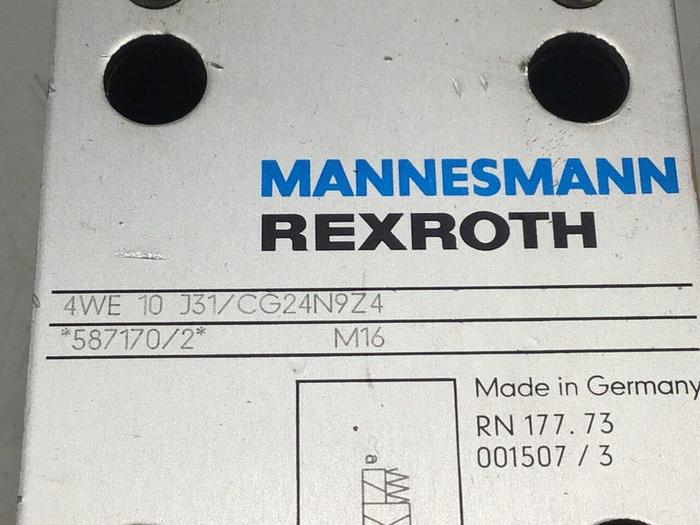 MANNESMANN
REXROTH
4WE 10 J31/CG24N9Z4
*587170/2* M16
Made in Germany
RN 177.73
001507 / 3
a